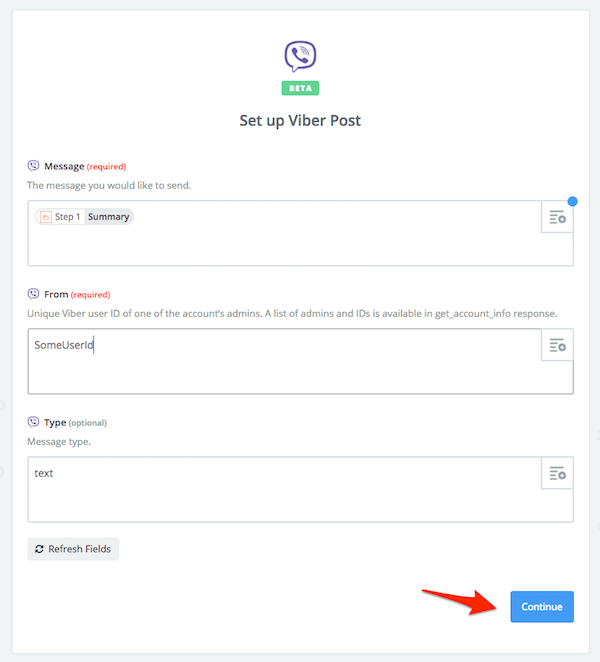 BETA
Set up Viber Post
Message (required)
The message you would like to send.
Step 1 Summary
From (required)
Unique Viber user ID of one of the account's admins. A list of admins and IDs is available in get_account_info response.
SomeUserId
Type (optional)
Message type.
text
Refresh Fields
Continue